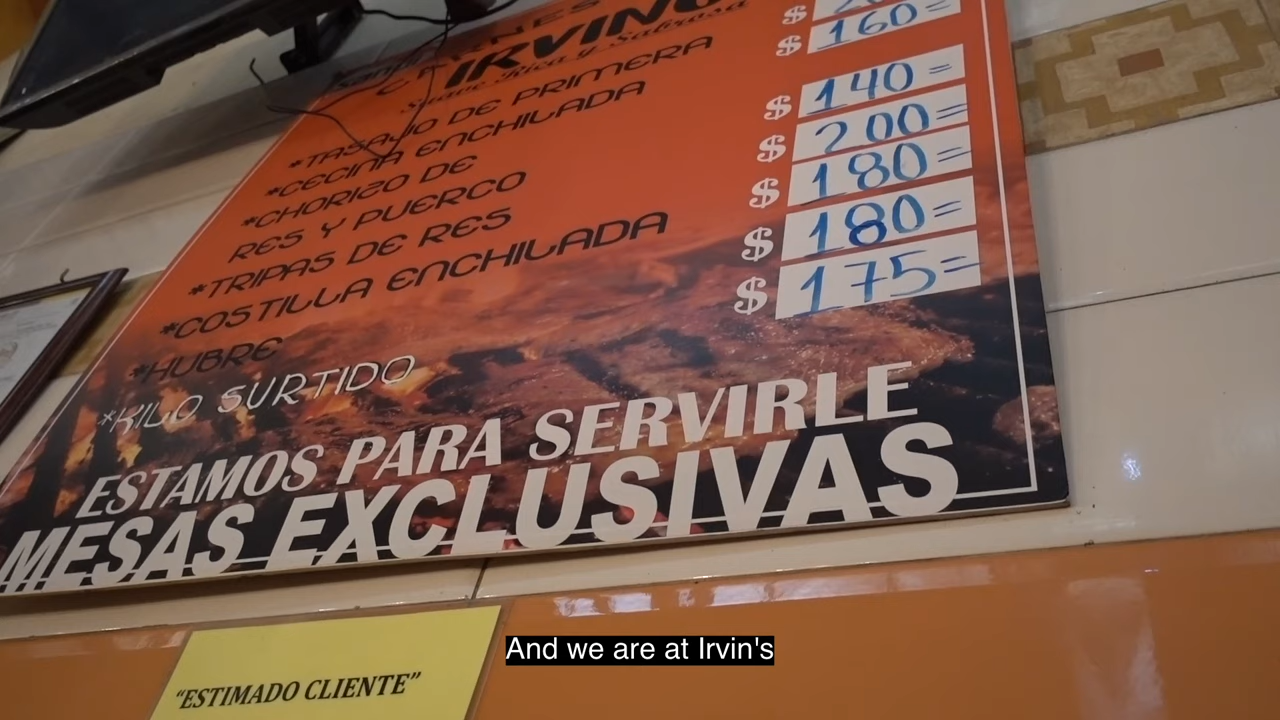 CARNES
IRVING
Suave, Rica y Sabrosa
*TASAJO DE PRIMERA
$ 160=
*CECINA ENCHILADA
*CHORIZO DE
RES Y PUERCO
$ 140=
*TRIPAS DE RES
$ 200=
*COSTILLA ENCHILADA
$ 180=
*HUBRE
$ 180=
*KILO SURTIDO
$ 175=
ESTAMOS PARA SERVIRLE
MESAS EXCLUSIVAS
And we are at Irvin's
"ESTIMADO CLIENTE"